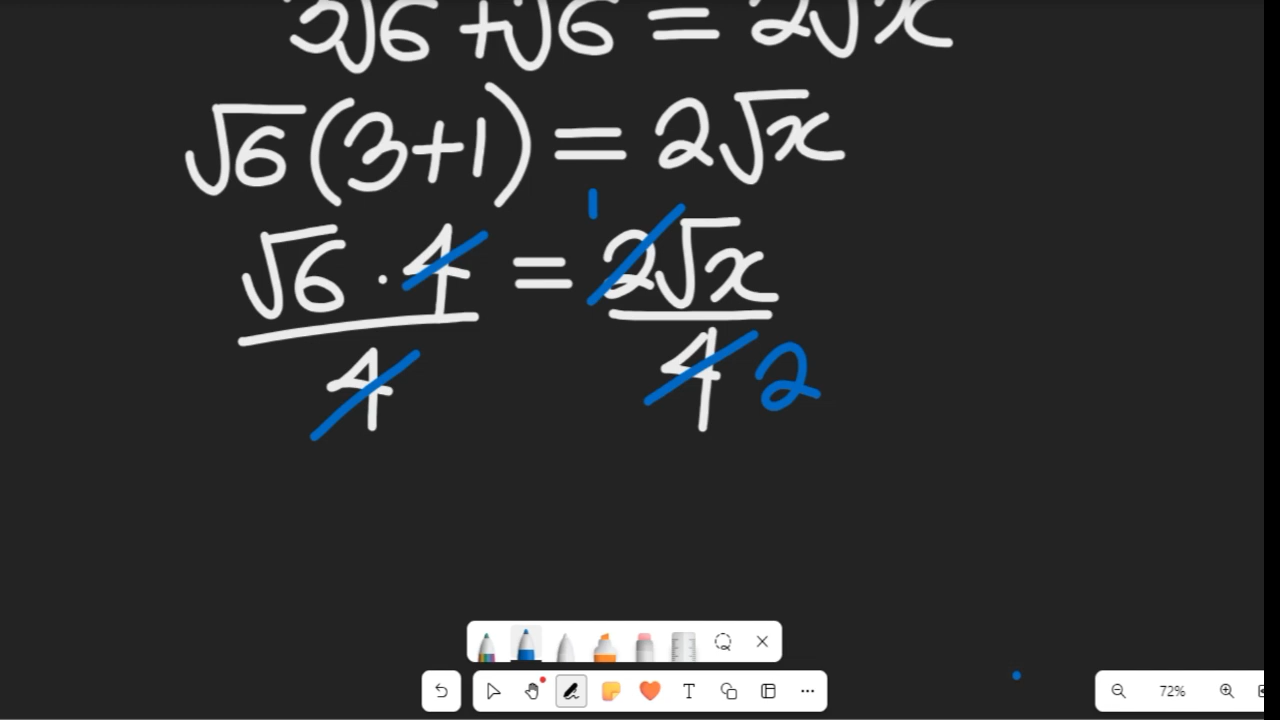 3√6 + √6 = 2√x
√6 (3+1) = 2√x
1
√6 · 4 = 2√x
4 4 2
T
72%